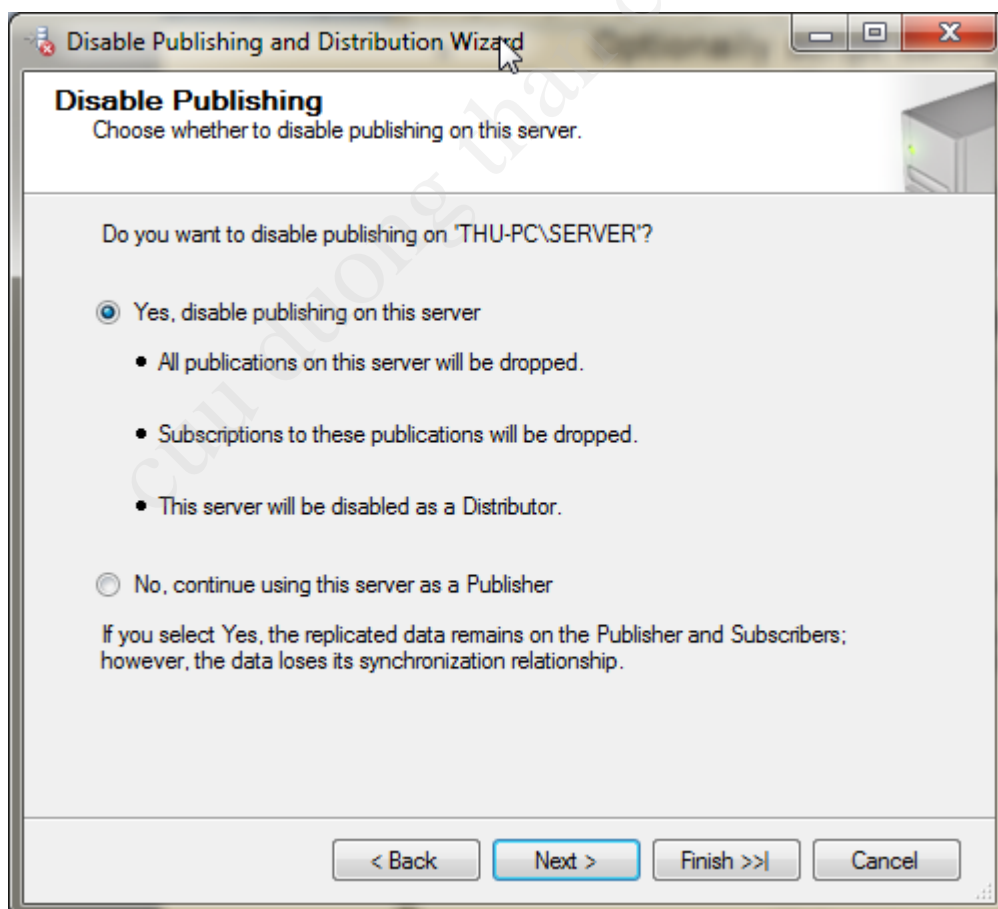 Disable Publishing and Distribution Wizard
Disable Publishing
Choose whether to disable publishing on this server.
Do you want to disable publishing on "THU-PC\SERVER"?
Yes, disable publishing on this server
• All publications on this server will be dropped.
• Subscriptions to these publications will be dropped.
• This server will be disabled as a Distributor.
No, continue using this server as a Publisher
If you select Yes, the replicated data remains on the Publisher and Subscribers;
however, the data loses its synchronization relationship.
< Back
Next >
Finish >>|
Cancel
cuu duong than